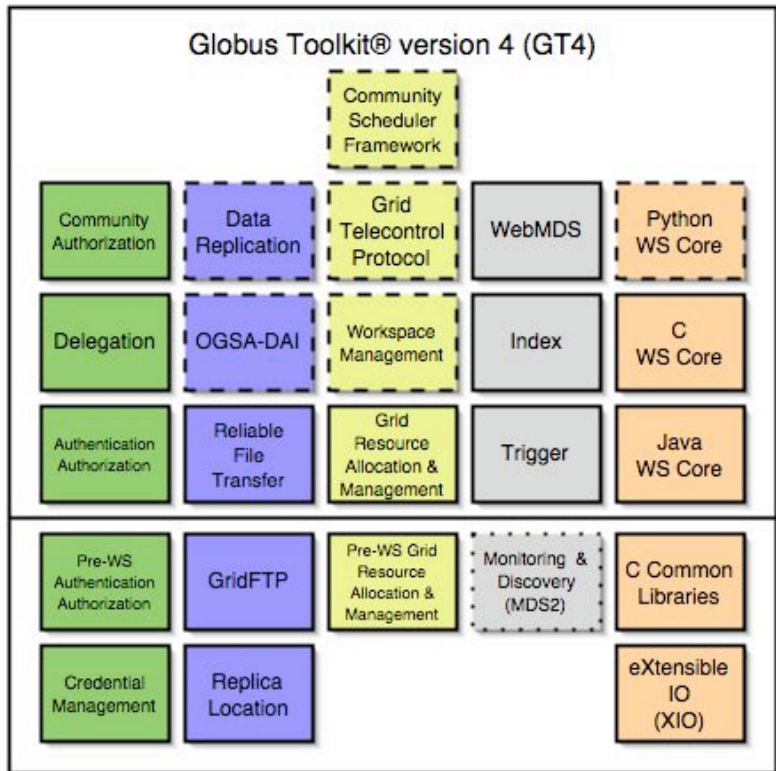 Globus Toolkit® version 4 (GT4)
Community
Scheduler
Framework
Community
Authorization
Data
Replication
Grid
Telecontrol
Protocol
WebMDS
Python
WS Core
Delegation
OGSA-DAI
Workspace
Management
Index
C
WS Core
Authentication
Authorization
Reliable
File
Transfer
Grid
Resource
Allocation &
Management
Trigger
Java
WS Core
Pre-WS
Authentication
Authorization
GridFTP
Pre-WS Grid
Resource
Allocation &
Management
Monitoring &
Discovery
(MDS2)
C Common
Libraries
Credential
Management
Replica
Location
eXtensible
IO
(XIO)